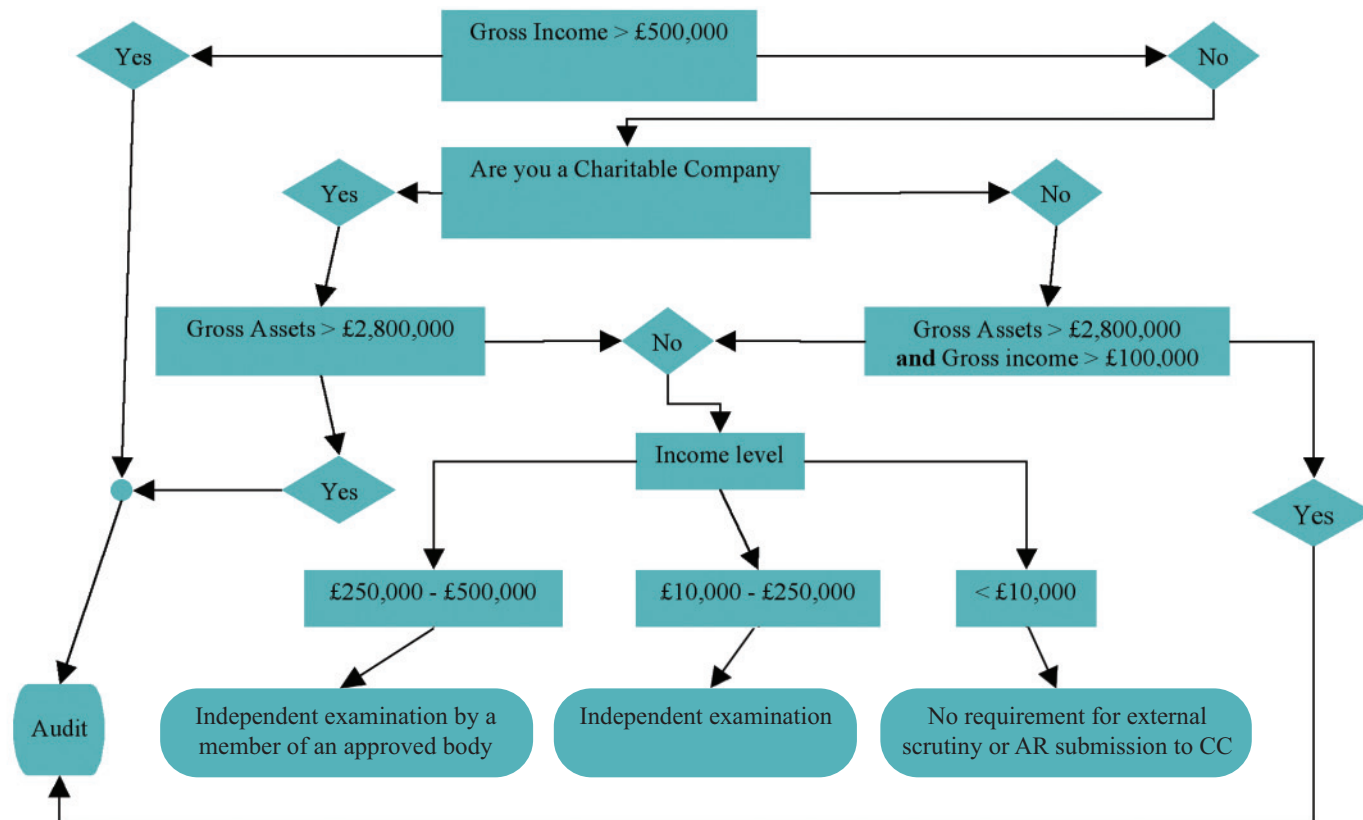 Gross Income > £500,000
Yes
No
Are you a Charitable Company
Yes
No
Gross Assets > £2,800,000
No
Gross Assets > £2,800,000
and Gross income > £100,000
Income level
Yes
Yes
£250,000 - £500,000
£10,000 - £250,000
< £10,000
Audit
Independent examination by a
member of an approved body
Independent examination
No requirement for external
scrutiny or AR submission to CC